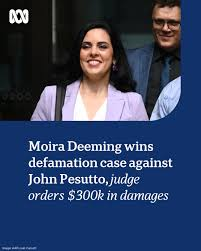 Moira Deeming wins
defamation case against
John Pesutto, judge
orders $300k in damages